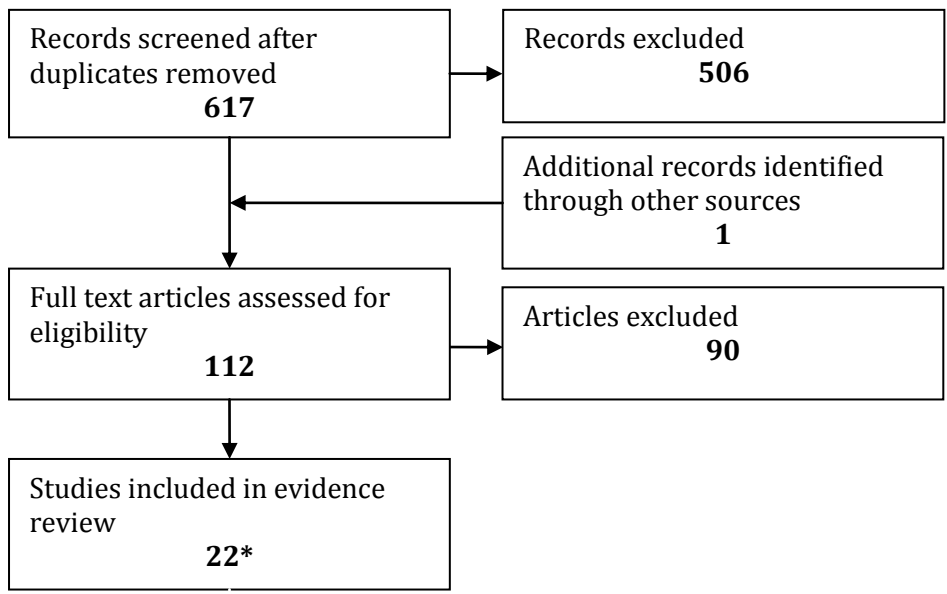 Records screened after
duplicates removed
617
Records excluded
506
Additional records identified
through other sources
1
Full text articles assessed for
eligibility
112
Articles excluded
90
Studies included in evidence
review
22*